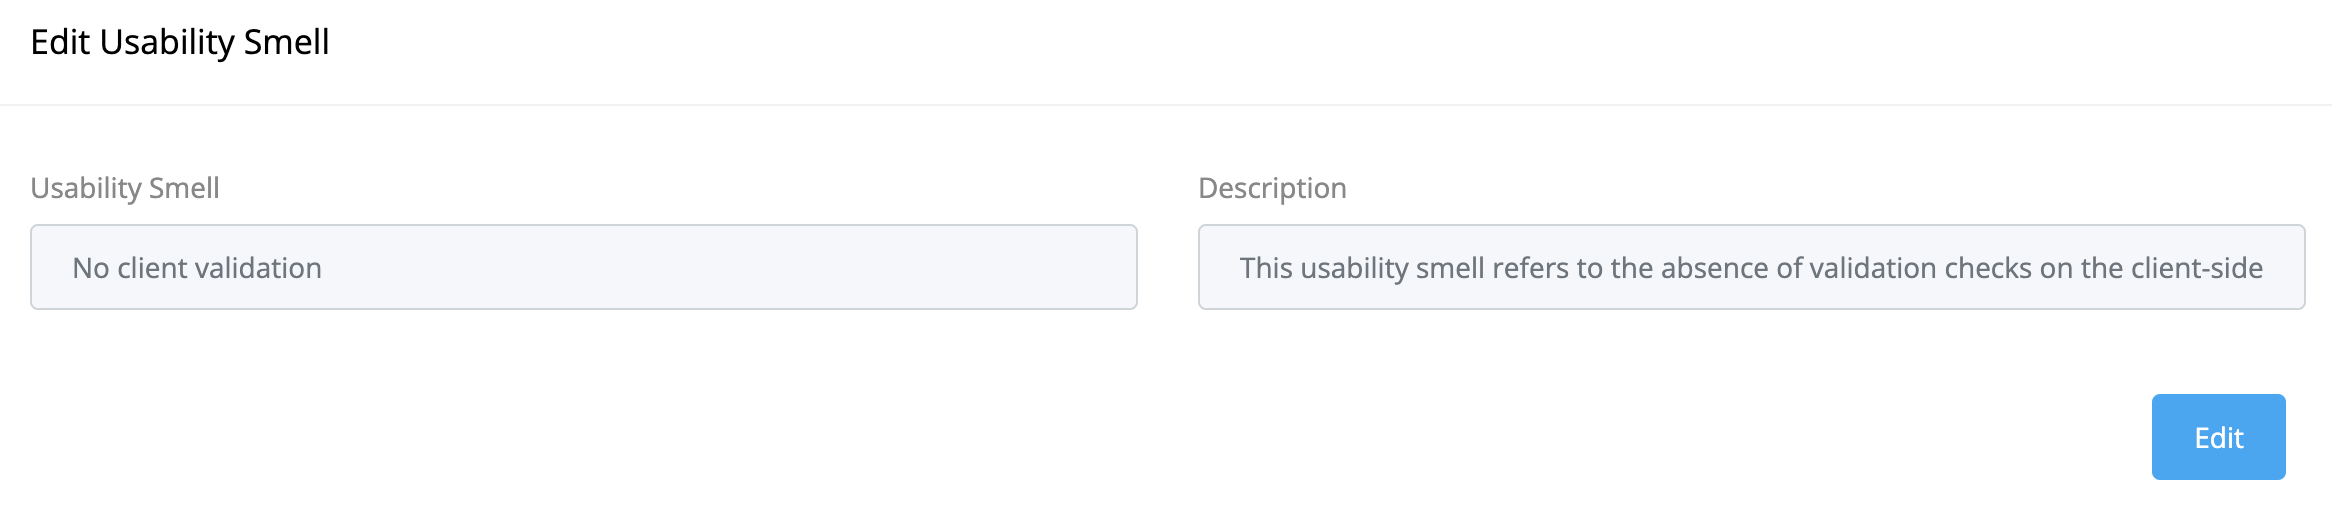 Edit Usability Smell
Usability Smell
Description
No client validation
This usability smell refers to the absence of validation checks on the client-side
Edit